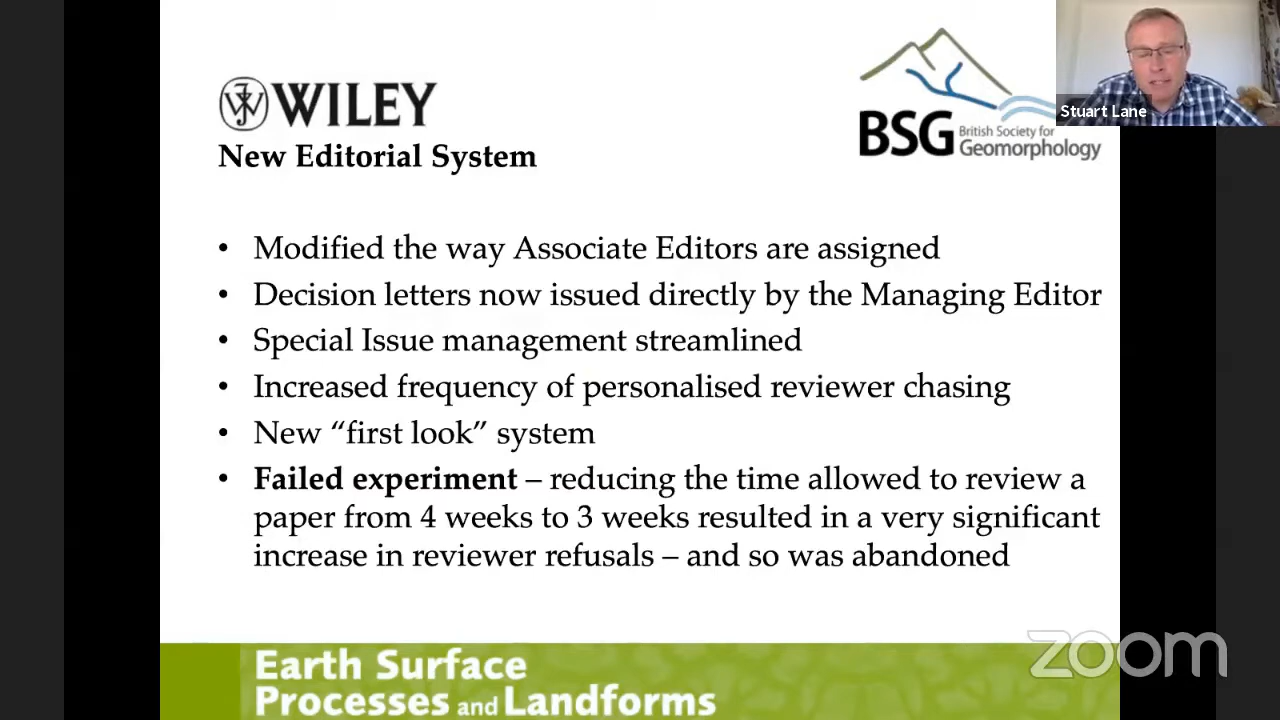 WILEY
New Editorial System
BSG
British Society for
Geomorphology
Stuart Lane
• Modified the way Associate Editors are assigned
• Decision letters now issued directly by the Managing Editor
• Special Issue management streamlined
• Increased frequency of personalised reviewer chasing
• New “first look” system
• Failed experiment – reducing the time allowed to review a
paper from 4 weeks to 3 weeks resulted in a very significant
increase in reviewer refusals – and so was abandoned
Earth Surface
Processes and Landforms
zoom